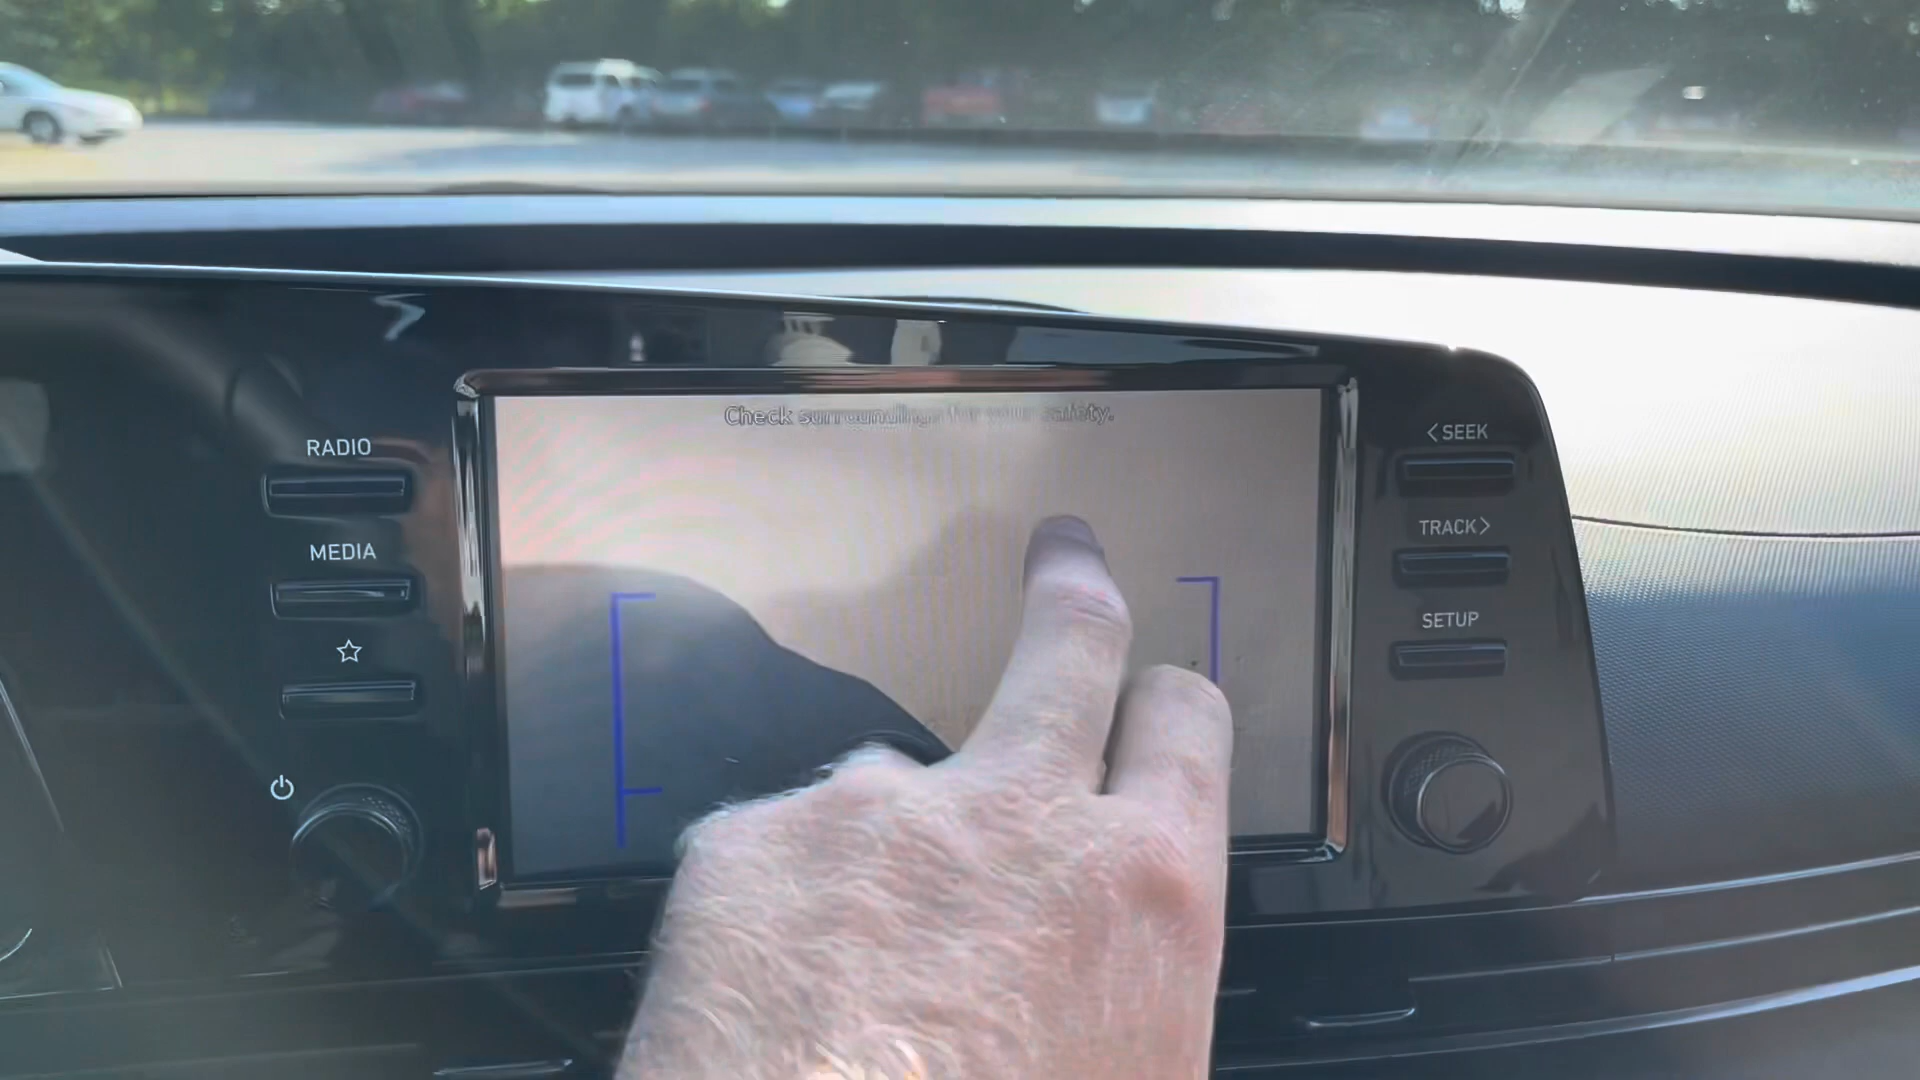 Check surroundings for your safety.
RADIO
MEDIA
<SEEK
TRACK>
SETUP